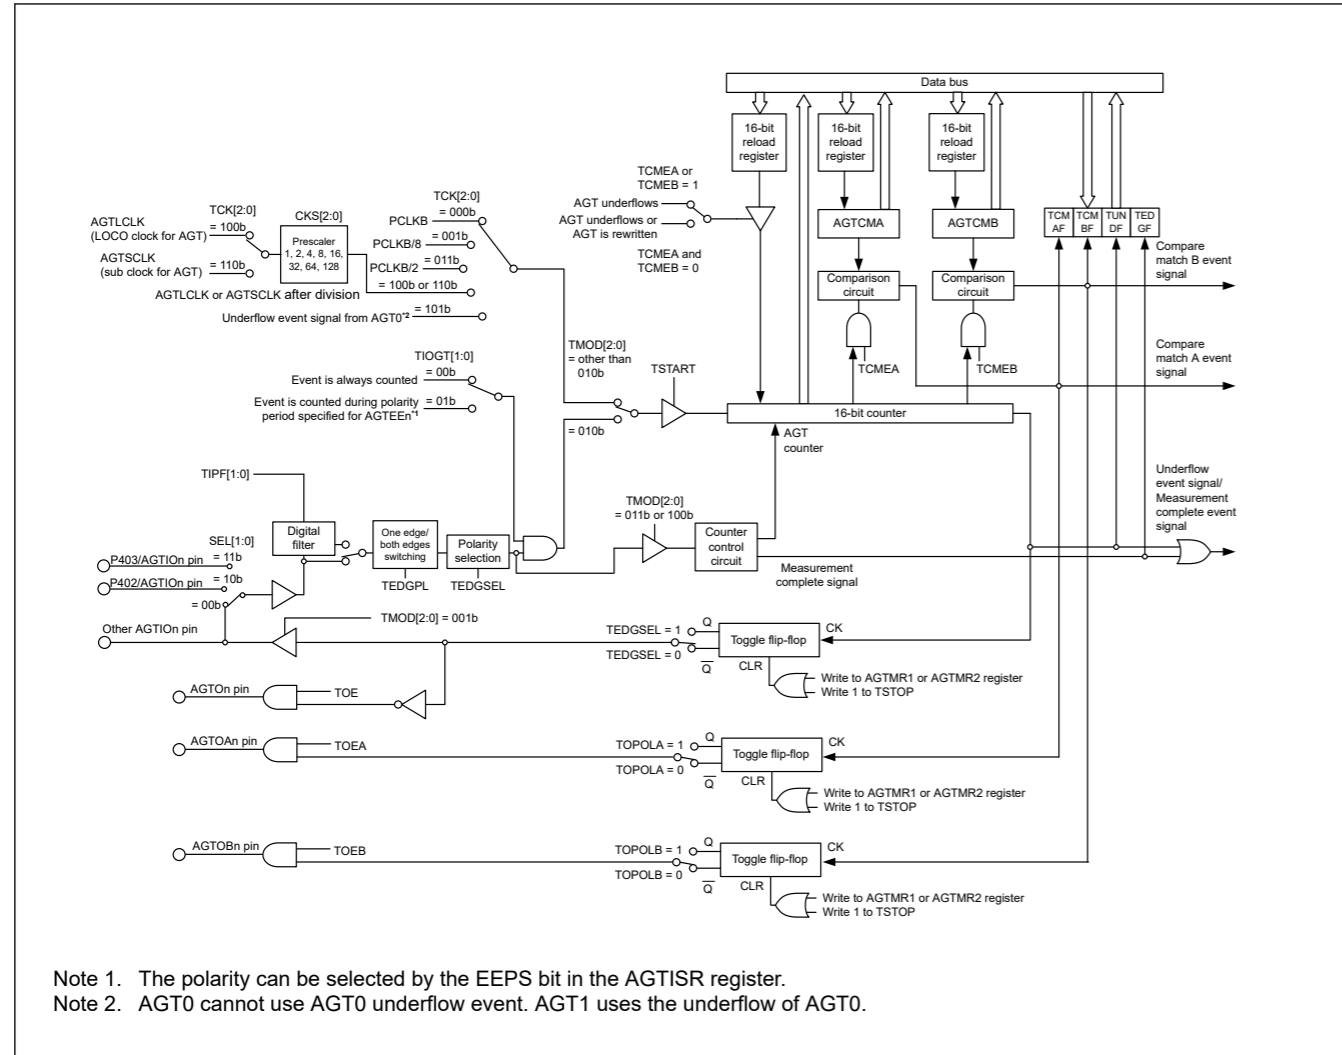 Data bus
16-bit
reload
register
16-bit
reload
register
16-bit
reload
register
TCMEA or
TCMEB = 1
AGT underflows
AGT underflows or
AGT is rewritten
TCMEA and
TCMEB = 0
TCK[2:0]
= 000b
PCLKB
= 001b
PCLKB/8
= 011b
PCLKB/2
= 100b or 110b
AGTLCLK or AGTSCLK after division
= 101b
Underflow event signal from AGT0*2
TCK[2:0]
AGTLCLK
(LOCO clock for AGT)
= 100b
AGTSCLK
(sub clock for AGT)
= 110b
CKS[2:0]
Prescaler
1, 2, 4, 8, 16,
32, 64, 128
AGTCMA
AGTCMB
TCM
AF
TCM
BF
TUN
DF
TED
GF
Compare
match B event
signal
Comparison
circuit
Comparison
circuit
TCMEA
TCMEB
Compare
match A event
signal
TIOGT[1:0]
= 00b
Event is always counted
Event is counted during polarity
period specified for AGTEEn*1
= 01b
TMOD[2:0]
= other than
010b
= 010b
TSTART
16-bit counter
AGT
counter
TIPF[1:0]
Digital
filter
SEL[1:0]
P403/AGTIOn pin
= 11b
P402/AGTIOn pin
= 10b
= 00b
Other AGTIOn pin
One edge/
both edges
switching
TEDGPL
Polarity
selection
TEDGSEL
TMOD[2:0]
= 011b or 100b
Counter
control
circuit
Measurement
complete signal
Underflow
event signal/
Measurement
complete event
signal
TMOD[2:0] = 001b
TEDGSEL = 1
TEDGSEL = 0
Q
Q
Toggle flip-flop
CK
CLR
Write to AGTMR1 or AGTMR2 register
Write 1 to TSTOP
AGTOn pin
TOE
AGTOAn pin
TOEA
TOPOLA = 1
TOPOLA = 0
Q
Q
Toggle flip-flop
CK
CLR
Write to AGTMR1 or AGTMR2 register
Write 1 to TSTOP
AGTOBn pin
TOEB
TOPOLB = 1
TOPOLB = 0
Q
Q
Toggle flip-flop
CK
CLR
Write to AGTMR1 or AGTMR2 register
Write 1 to TSTOP
Note 1. The polarity can be selected by the EEPS bit in the AGTISR register.
Note 2. AGT0 cannot use AGT0 underflow event. AGT1 uses the underflow of AGT0.